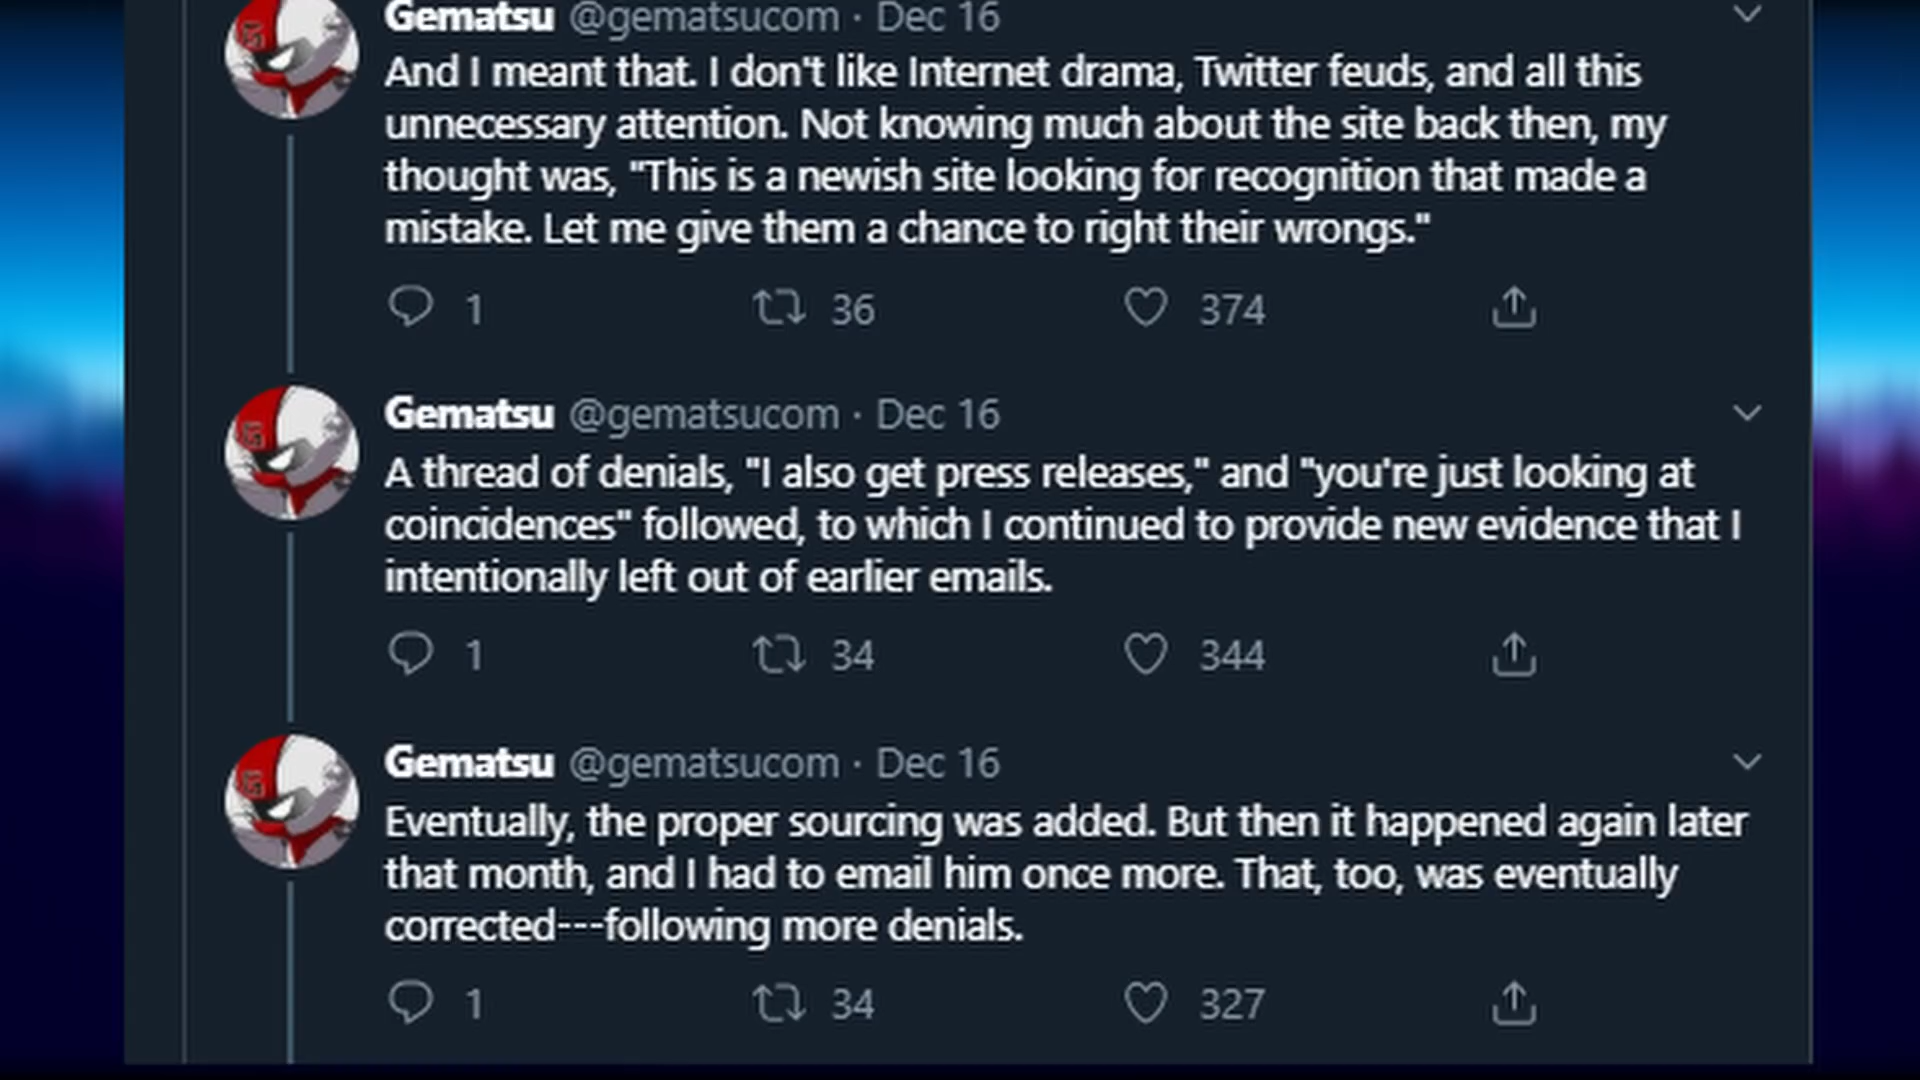 Gematsu @gematsucom · Dec 16
And I meant that. I don't like Internet drama, Twitter feuds, and all this
unnecessary attention. Not knowing much about the site back then, my
thought was, "This is a newish site looking for recognition that made a
mistake. Let me give them a chance to right their wrongs."
1 36 374
Gematsu @gematsucom · Dec 16
A thread of denials, "I also get press releases," and "you're just looking at
coincidences" followed, to which I continued to provide new evidence that I
intentionally left out of earlier emails.
1 34 344
Gematsu @gematsucom · Dec 16
Eventually, the proper sourcing was added. But then it happened again later
that month, and I had to email him once more. That, too, was eventually
corrected---following more denials.
1 34 327